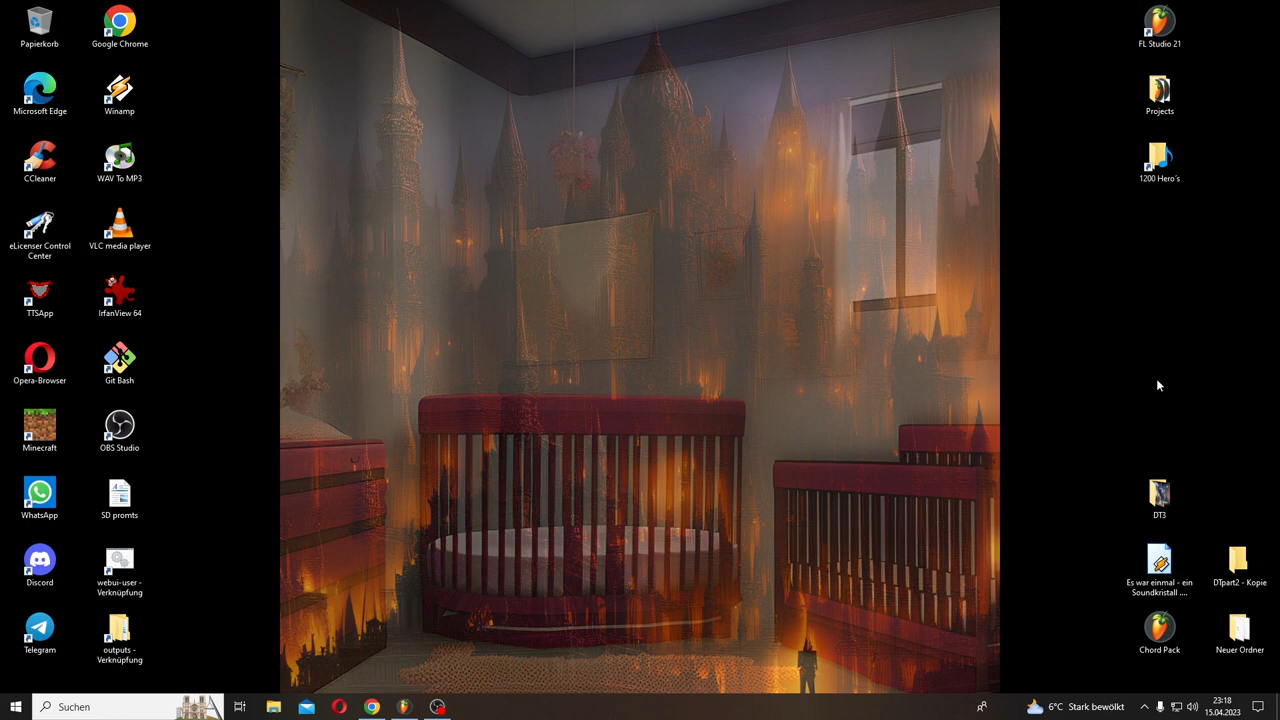 Papierkorb
Google Chrome
FL Studio 21
Microsoft Edge
Winamp
Projects
CCleaner
WAV To MP3
1200 Hero´s
eLicenser Control
Center
VLC media player
TTSApp
IrfanView 64
Opera-Browser
Git Bash
Minecraft
OBS Studio
WhatsApp
SD promts
DT3
Discord
webui-user -
Verknüpfung
Es war einmal - ein
Soundkristall ....
DTpart2 - Kopie
Telegram
outputs -
Verknüpfung
Chord Pack
Neuer Ordner
Suchen
6°C Stark bewölkt
23:18
15.04.2023